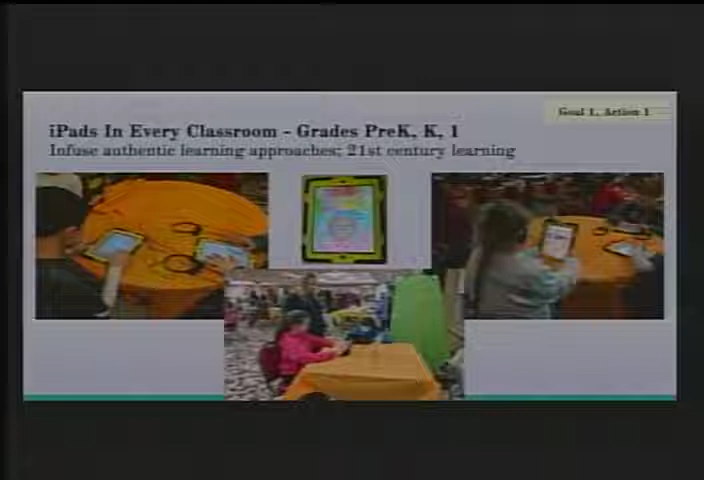 Goal 1, Action 1
iPads In Every Classroom - Grades PreK, K, 1
Infuse authentic learning approaches; 21st century learning